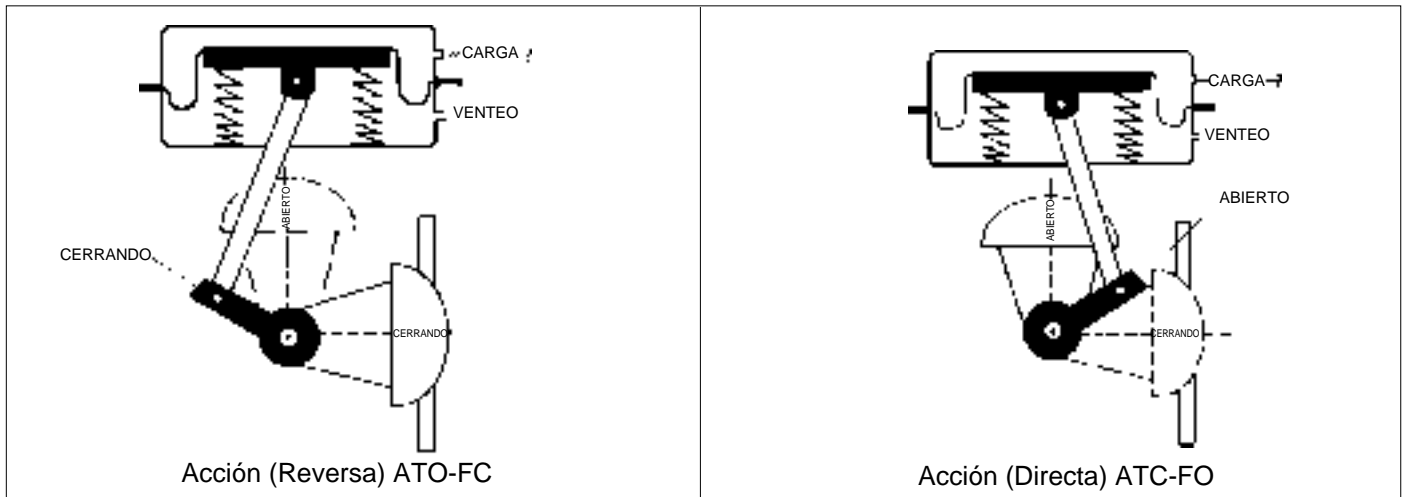 CARGA
VENTEO
ABIERTO
CERRANDO
CERRANDO
Acción (Reversa) ATO-FC
CARGA
VENTEO
ABIERTO
ABIERTO
CERRANDO
Acción (Directa) ATC-FO